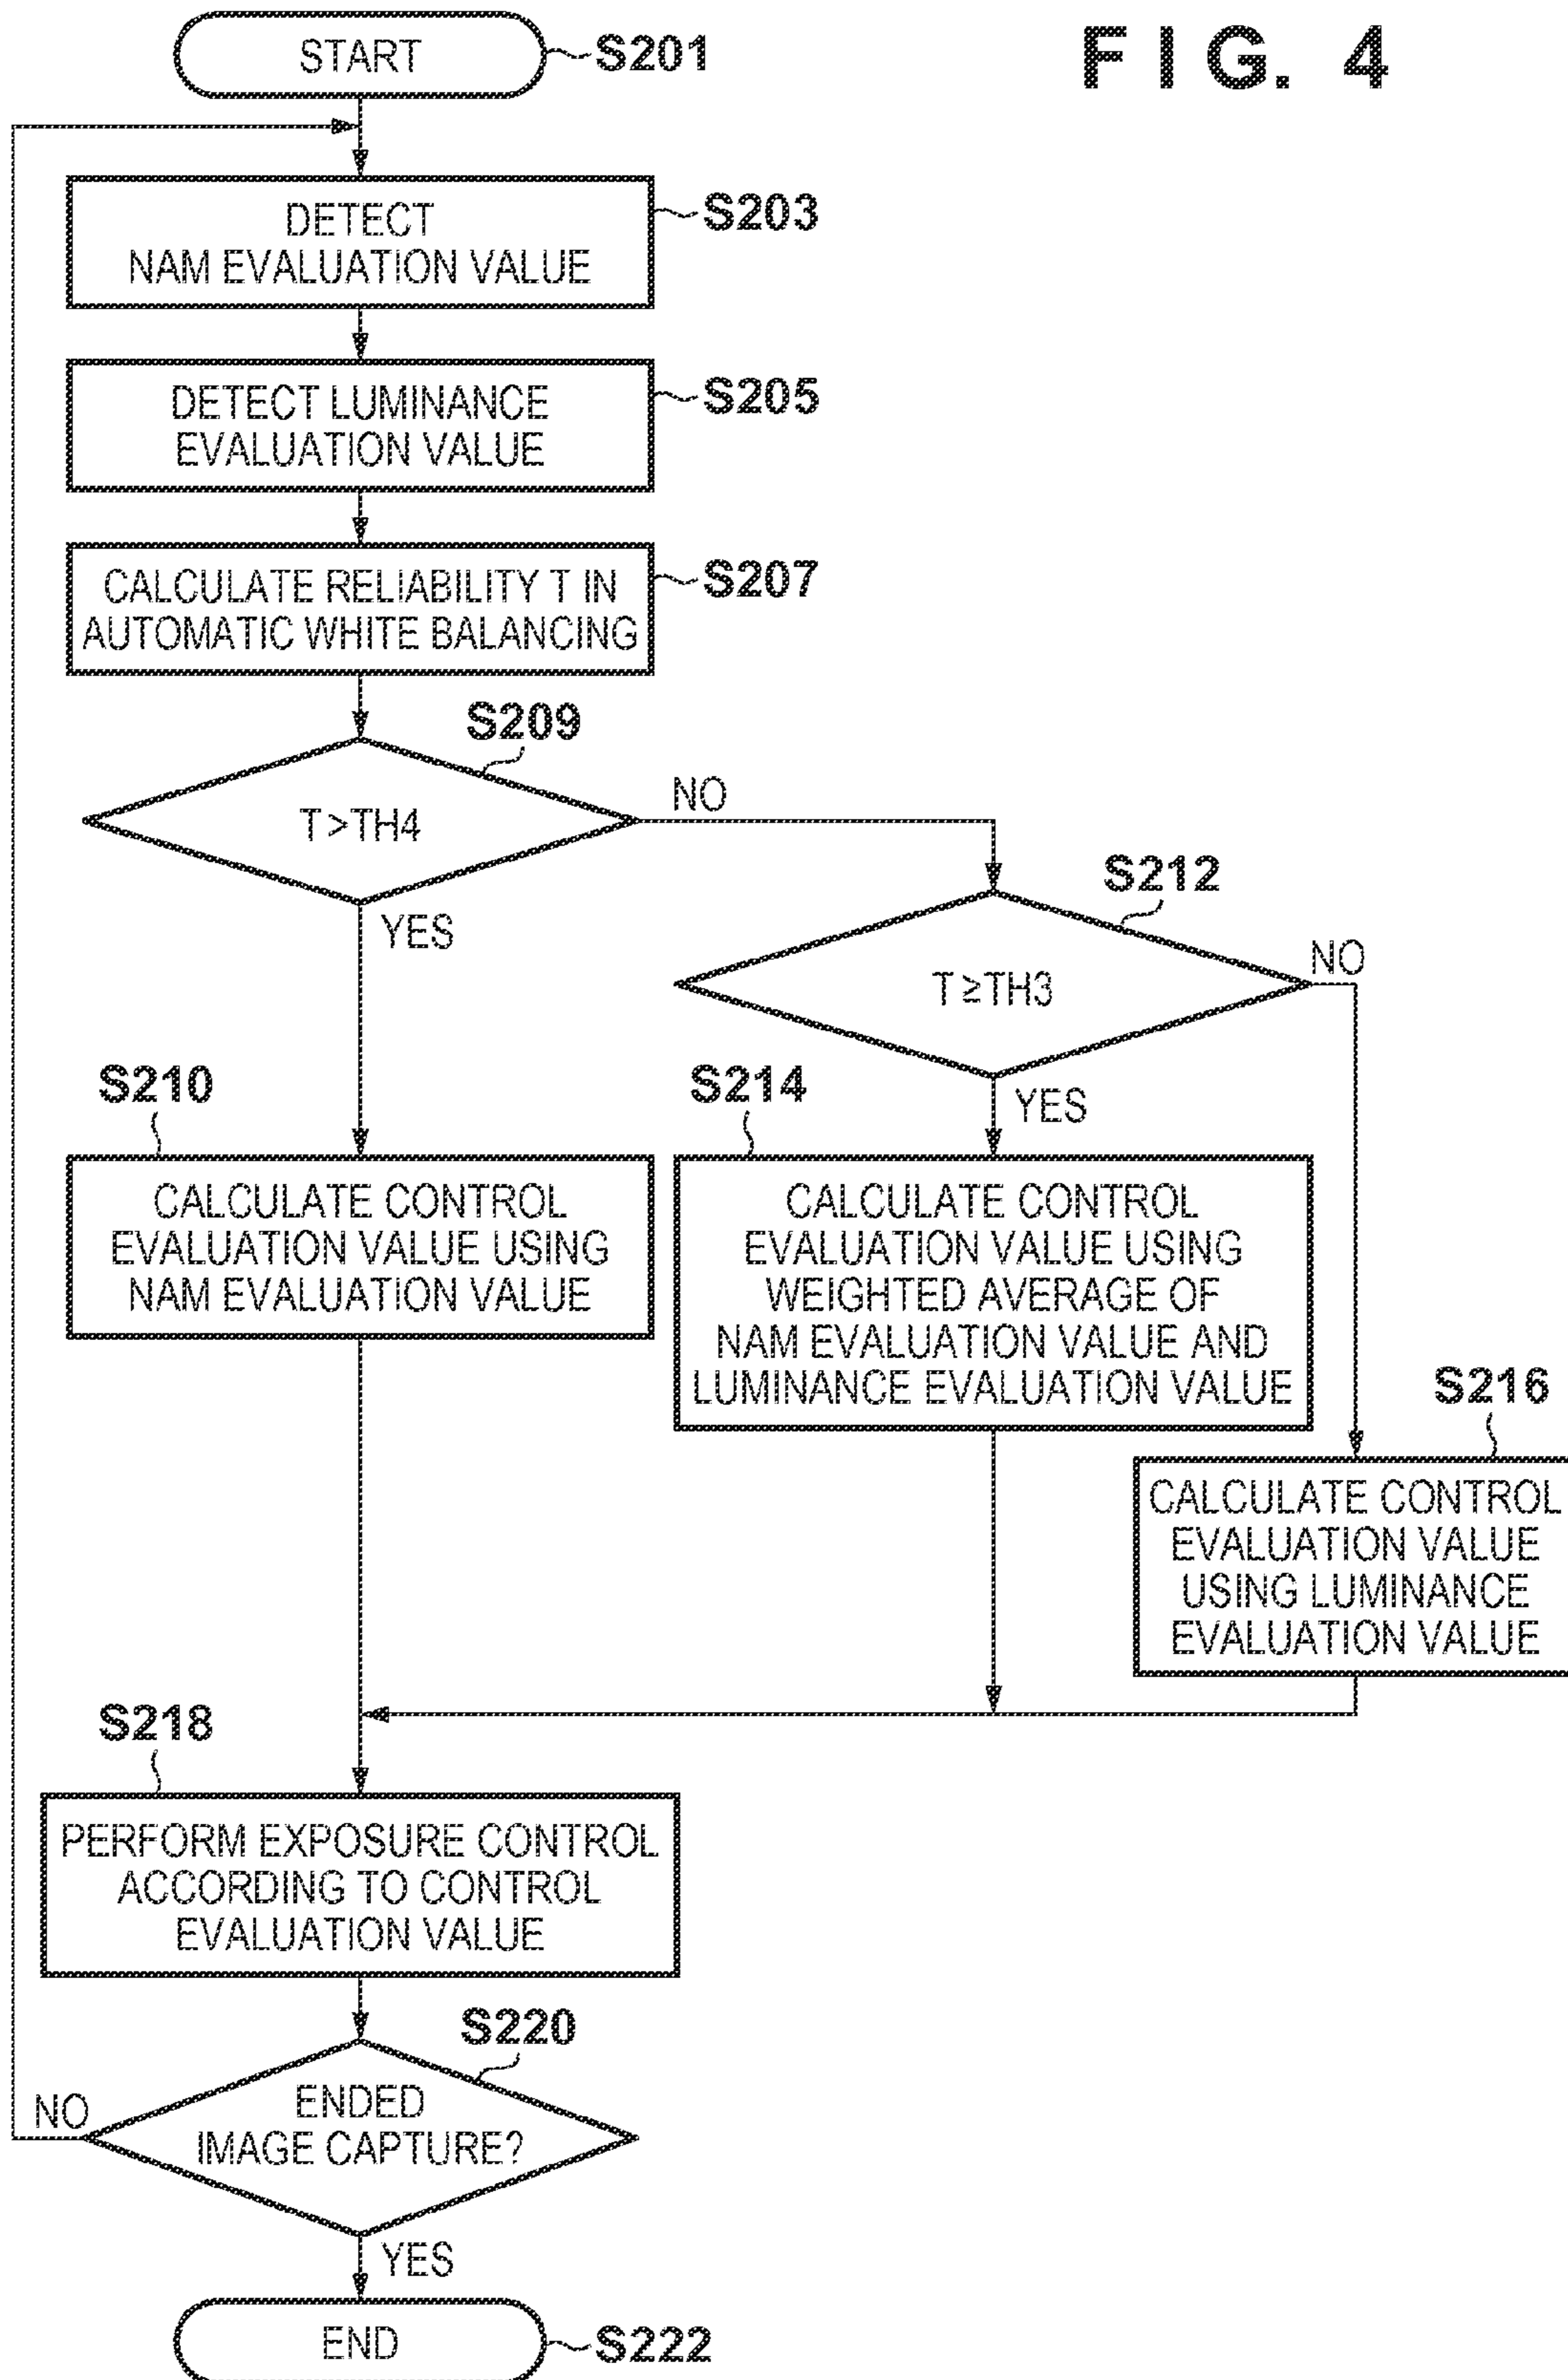 FIG. 4
START
S201
DETECT
NAM EVALUATION VALUE
S203
DETECT LUMINANCE
EVALUATION VALUE
S205
CALCULATE RELIABILITY T IN
AUTOMATIC WHITE BALANCING
S207
S209
T>TH4
NO
YES
S212
T≥TH3
NO
YES
S210
CALCULATE CONTROL
EVALUATION VALUE USING
NAM EVALUATION VALUE
S214
CALCULATE CONTROL
EVALUATION VALUE USING
WEIGHTED AVERAGE OF
NAM EVALUATION VALUE AND
LUMINANCE EVALUATION VALUE
S216
CALCULATE CONTROL
EVALUATION VALUE
USING LUMINANCE
EVALUATION VALUE
S218
PERFORM EXPOSURE CONTROL
ACCORDING TO CONTROL
EVALUATION VALUE
S220
ENDED
IMAGE CAPTURE?
NO
YES
END
S222